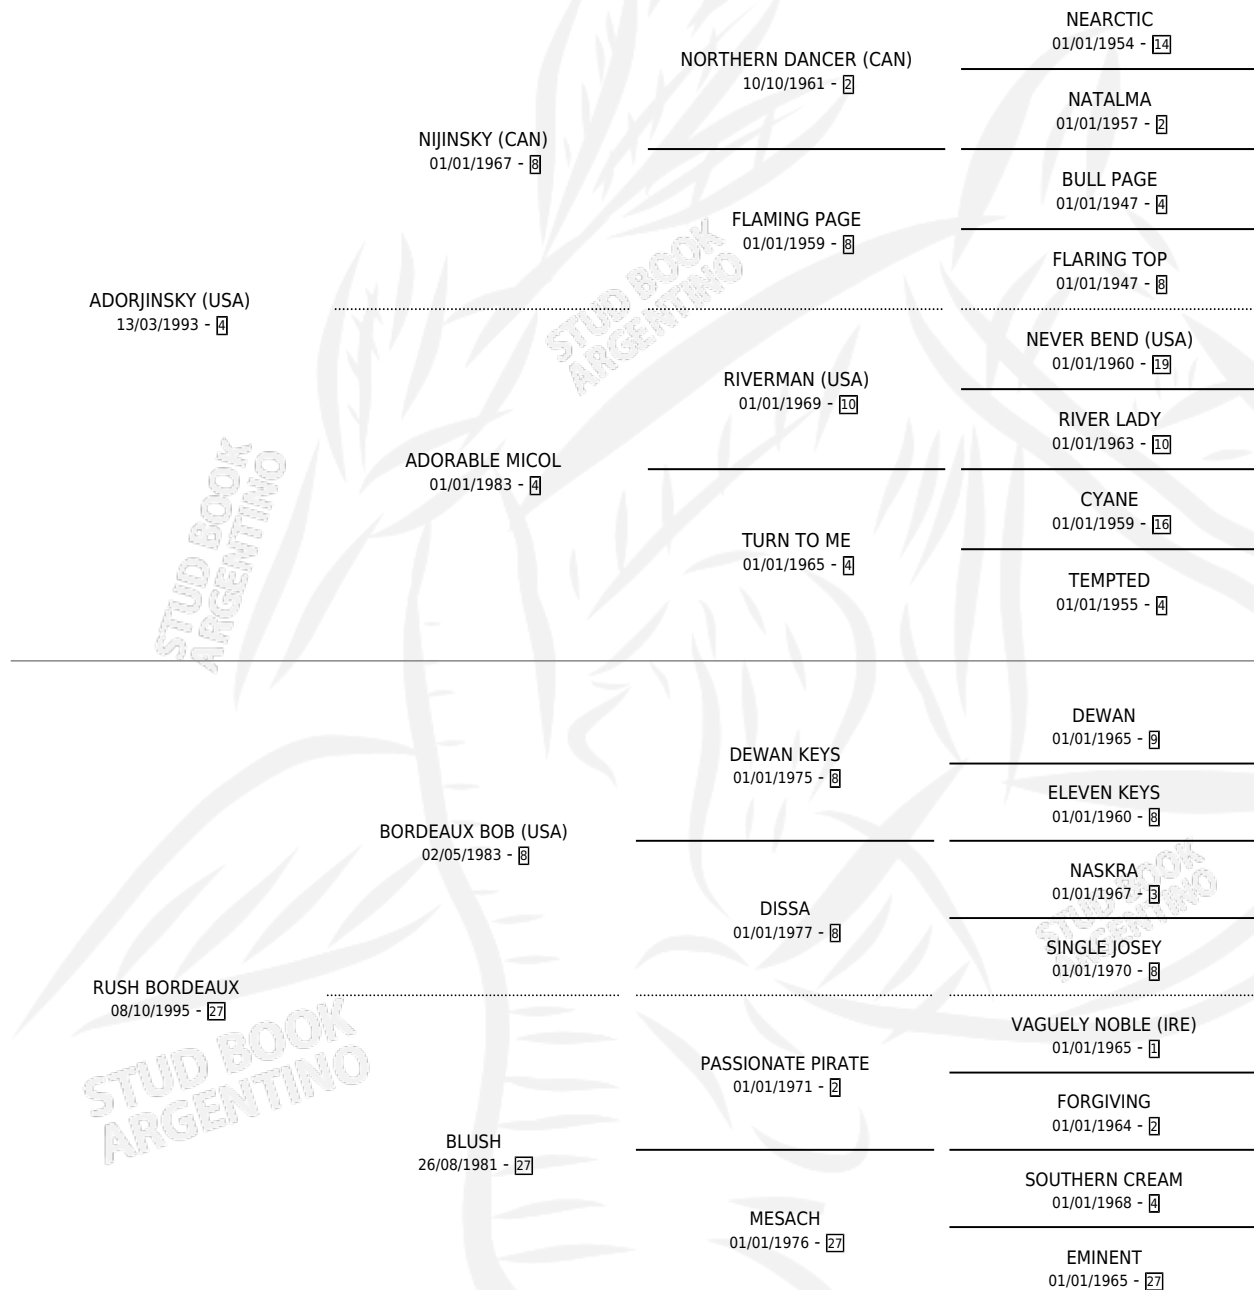 NEARCTIC
01/01/1954 - 14
NORTHERN DANCER (CAN)
10/10/1961 - 2
NATALMA
01/01/1957 - 2
NIJINSKY (CAN)
01/01/1967 - 8
BULL PAGE
01/01/1947 - 4
FLAMING PAGE
01/01/1959 - 8
FLARING TOP
01/01/1947 - 8
ADORJINSKY (USA)
13/03/1993 - 4
STUD BOOK
ARGENTINO
NEVER BEND (USA)
01/01/1960 - 19
RIVERMAN (USA)
01/01/1969 - 10
RIVER LADY
01/01/1963 - 10
ADORABLE MICOL
01/01/1983 - 4
CYANE
01/01/1959 - 16
TURN TO ME
01/01/1965 - 4
TEMPTED
01/01/1955 - 4
STUD BOOK
ARGENTINO
DEWAN
01/01/1965 - 9
DEWAN KEYS
01/01/1975 - 8
ELEVEN KEYS
01/01/1960 - 8
BORDEAUX BOB (USA)
02/05/1983 - 8
NASKRA
01/01/1967 - 3
DISSA
01/01/1977 - 8
SINGLE JOSEY
01/01/1970 - 8
STUD BOOK
ARGENTINO
RUSH BORDEAUX
08/10/1995 - 27
VAGUELY NOBLE (IRE)
01/01/1965 - 1
PASSIONATE PIRATE
01/01/1971 - 2
FORGIVING
01/01/1964 - 2
STUD BOOK
ARGENTINO
BLUSH
26/08/1981 - 27
SOUTHERN CREAM
01/01/1968 - 4
MESACH
01/01/1976 - 27
EMINENT
01/01/1965 - 27